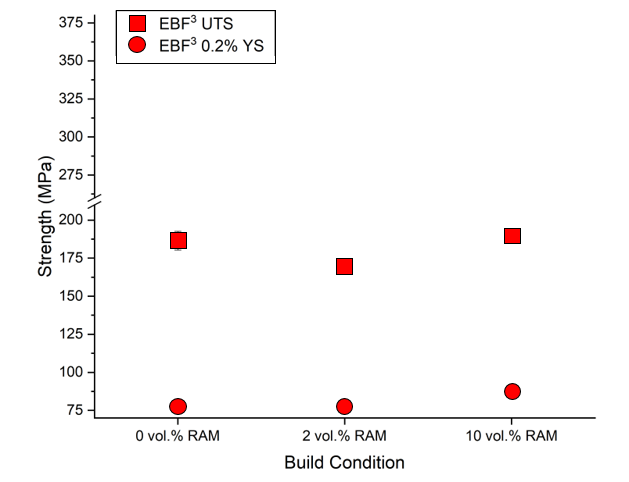 EBF³ UTS
EBF³ 0.2% YS
375
350
325
300
275
200
175
150
125
100
75
Strength (MPa)
0 vol.% RAM
2 vol.% RAM
10 vol.% RAM
Build Condition